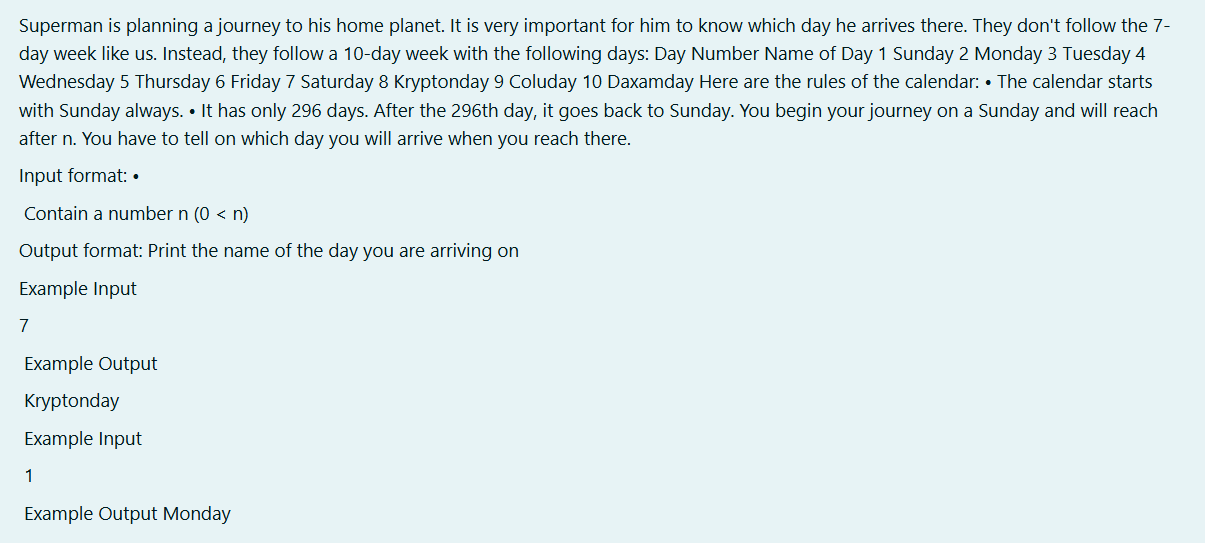 Superman is planning a journey to his home planet. It is very important for him to know which day he arrives there. They don't follow the 7-
day week like us. Instead, they follow a 10-day week with the following days: Day Number Name of Day 1 Sunday 2 Monday 3 Tuesday 4
Wednesday 5 Thursday 6 Friday 7 Saturday 8 Kryptonday 9 Coluday 10 Daxamday Here are the rules of the calendar: • The calendar starts
with Sunday always. • It has only 296 days. After the 296th day, it goes back to Sunday. You begin your journey on a Sunday and will reach
after n. You have to tell on which day you will arrive when you reach there.
Input format: •
Contain a number n (0 < n)
Output format: Print the name of the day you are arriving on
Example Input
7
Example Output
Kryptonday
Example Input
1
Example Output Monday